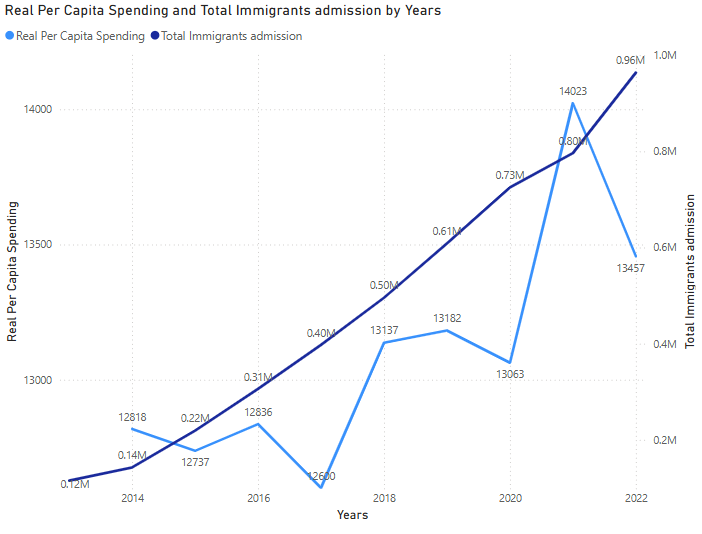 Real Per Capita Spending and Total Immigrants admission by Years
Real Per Capita Spending Total Immigrants admission
1.0M
0.96M
14023
14000
0.80M
0.8M
0.73M
Real Per Capita Spending
Total Immigrants admission
0.61M
13500
0.6M
13457
0.50M
13182
13137
0.40M
0.4M
13063
13000
0.31M
12836
12818
0.22M
0.2M
12737
0.14M
12600
0.12M
2014 2016 2018 2020 2022
Years